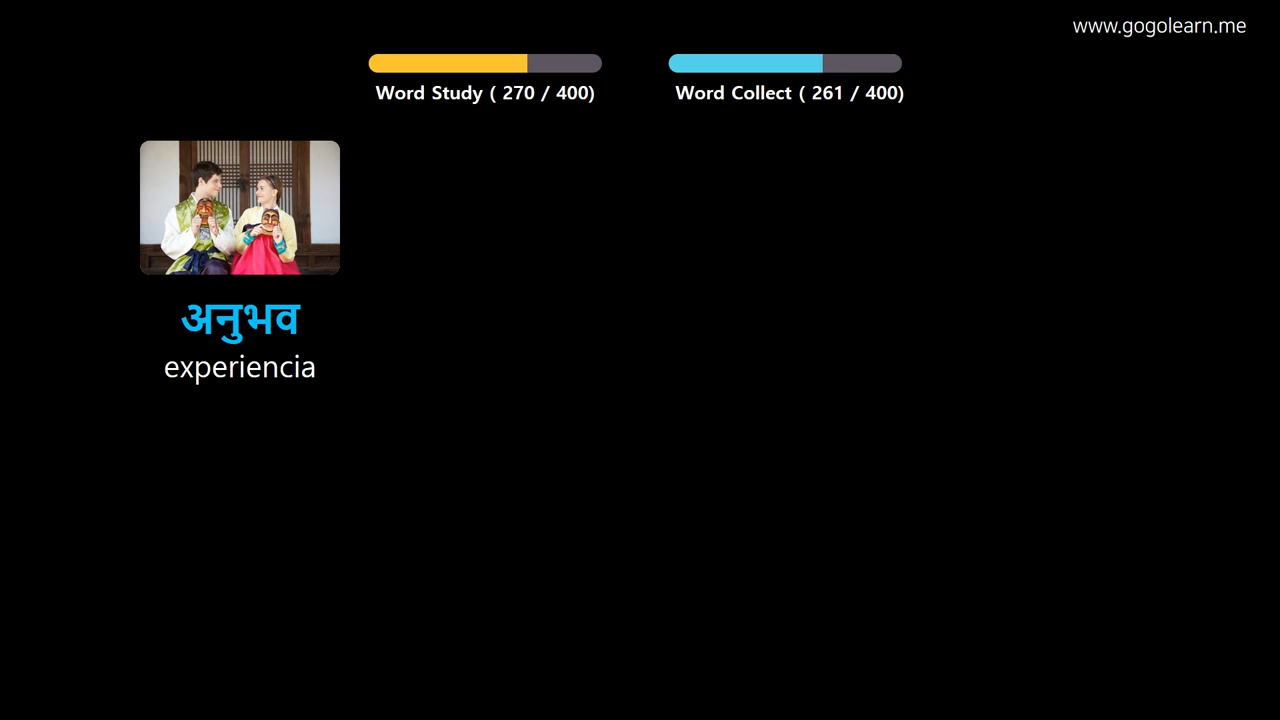 www.gogolearn.me
Word Study ( 270 / 400)
Word Collect ( 261 / 400)
अनुभव
experiencia